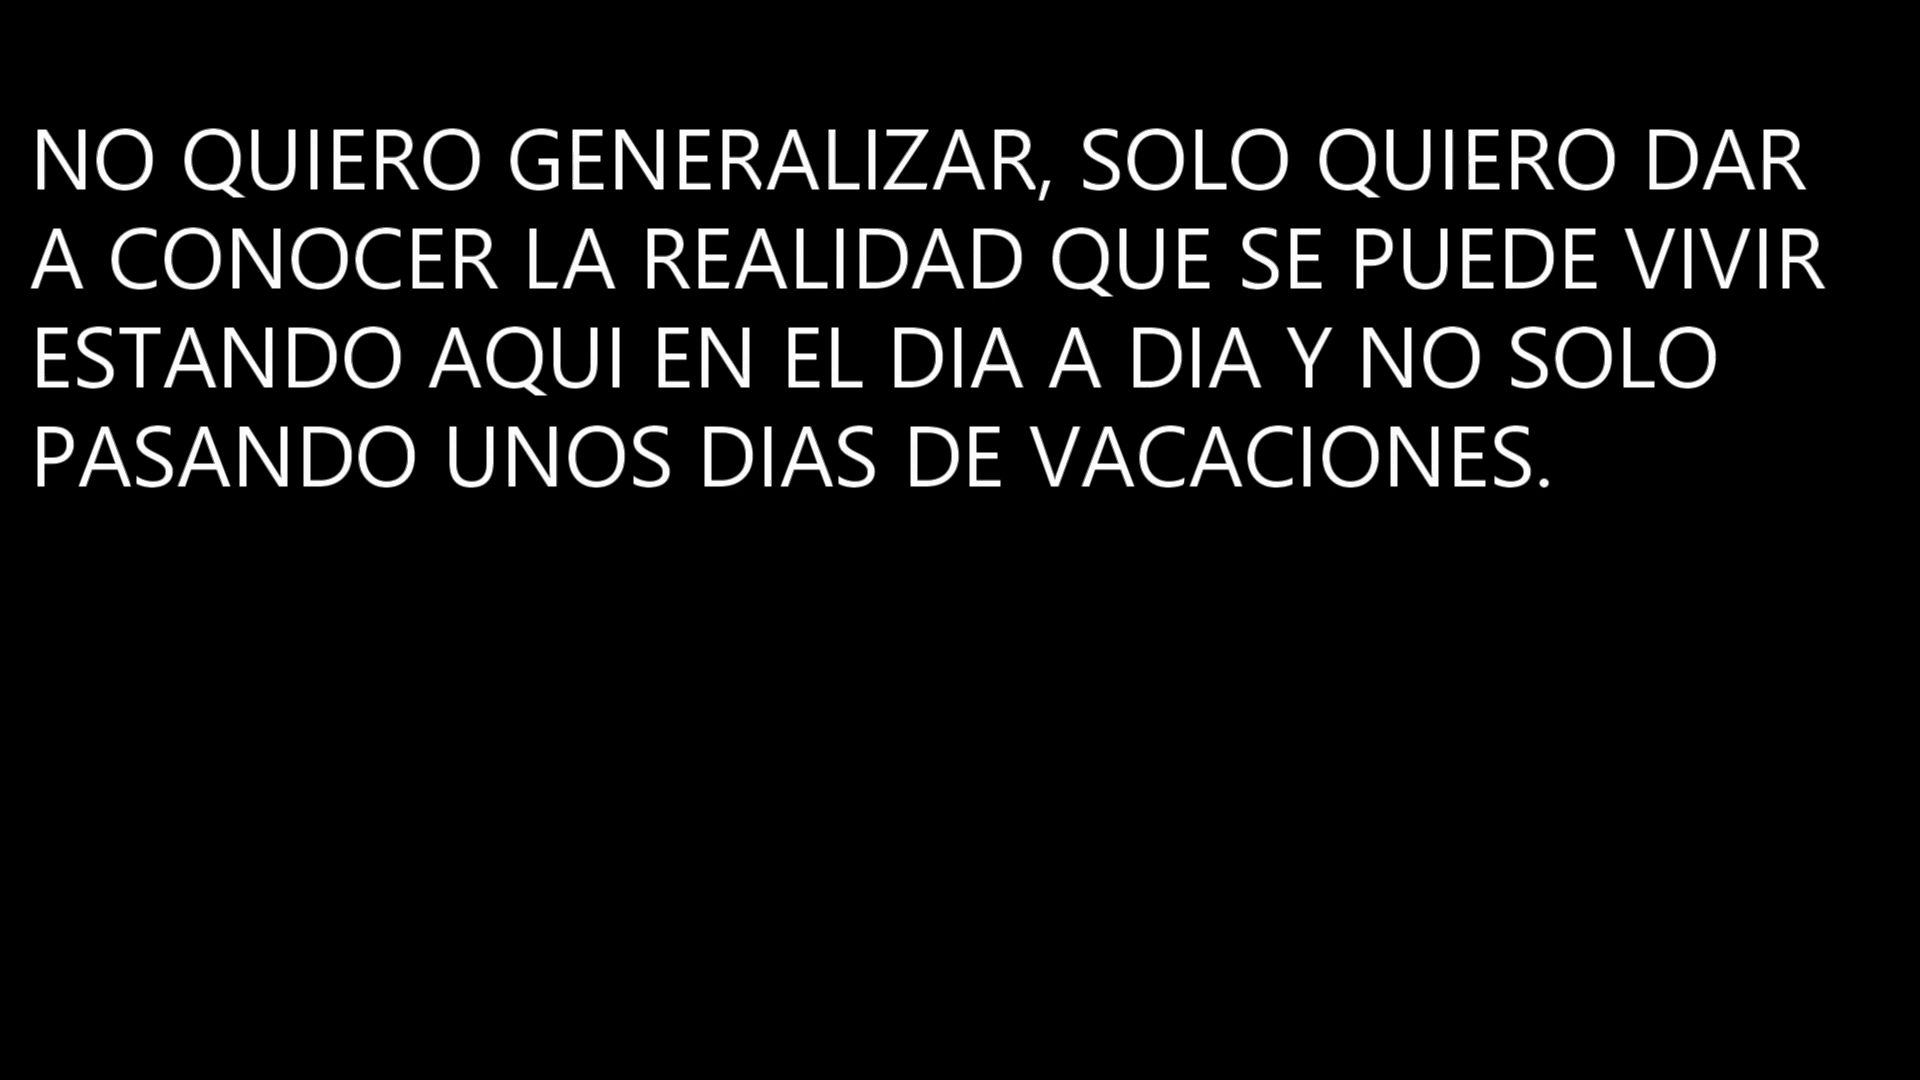 NO QUIERO GENERALIZAR, SOLO QUIERO DAR
A CONOCER LA REALIDAD QUE SE PUEDE VIVIR
ESTANDO AQUI EN EL DIA A DIA Y NO SOLO
PASANDO UNOS DIAS DE VACACIONES.